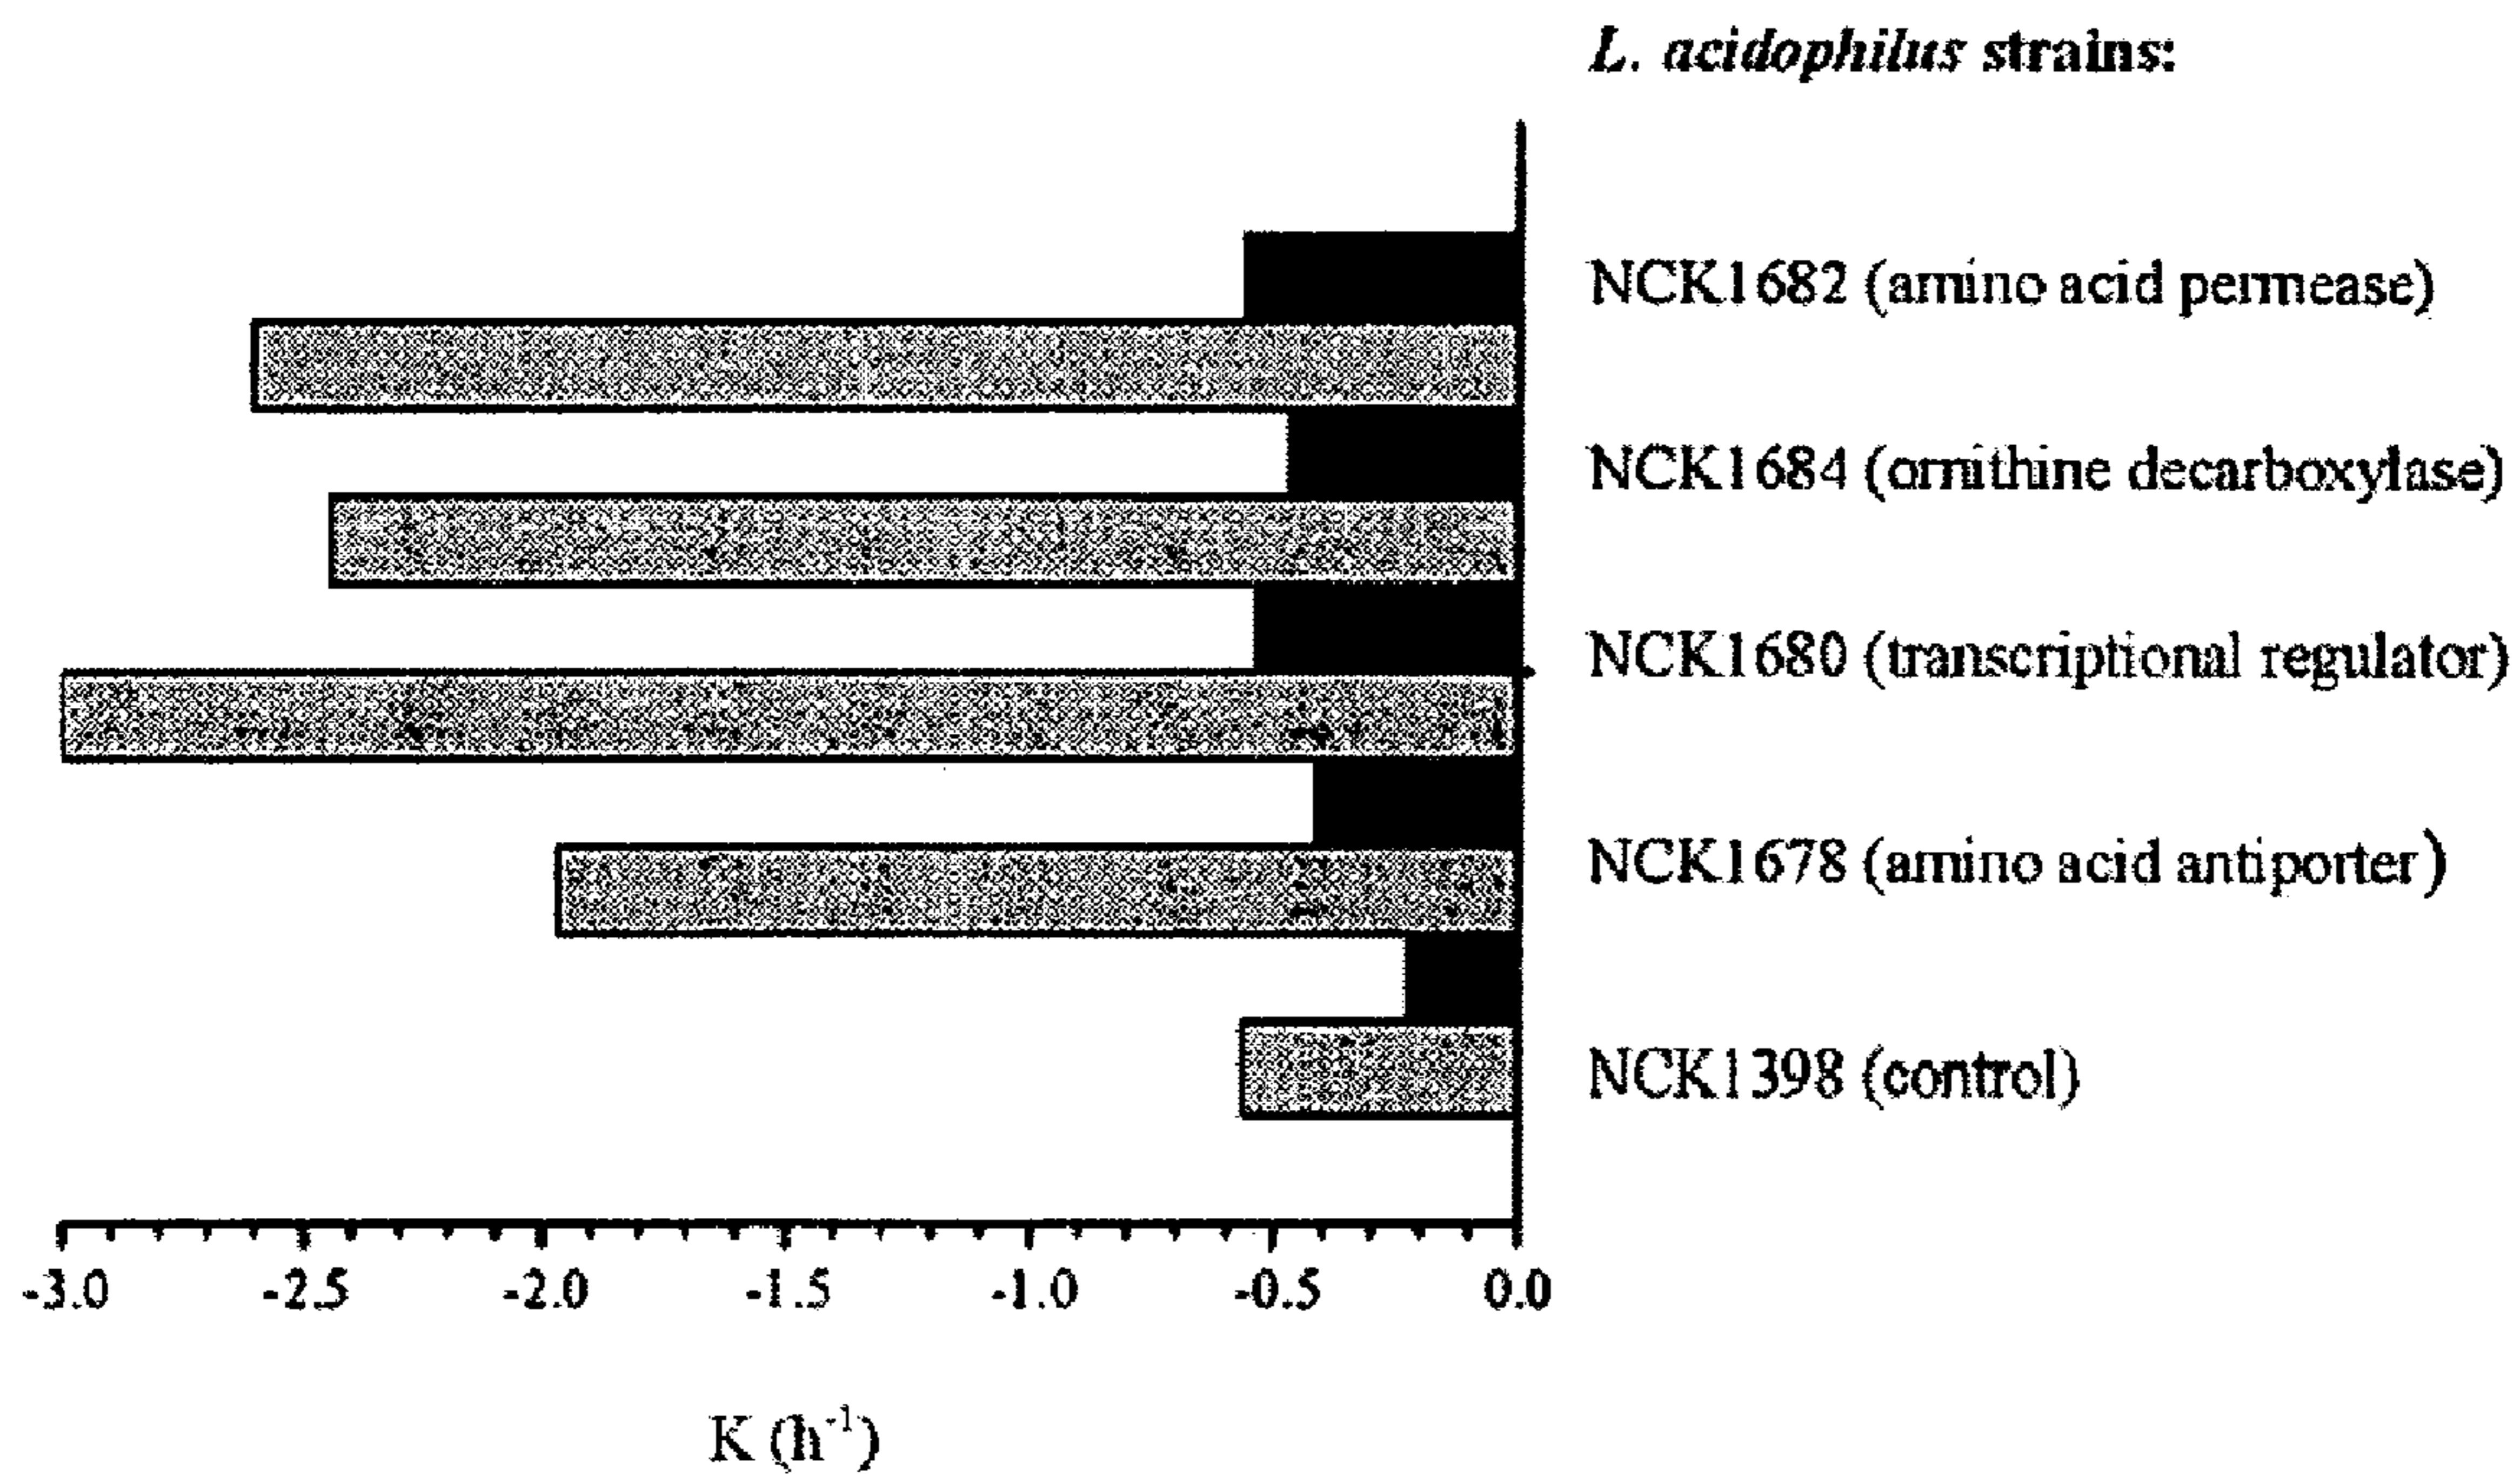 L. acidophilus strains:
NCK1682 (amino acid permease)
NCK1684 (ornithine decarboxylase)
NCK1680 (transcriptional regulator)
NCK1678 (amino acid antiporter)
NCK1398 (control)
-3.0 -2.5 -2.0 -1.5 -1.0 -0.5 0.0
K (h⁻¹)